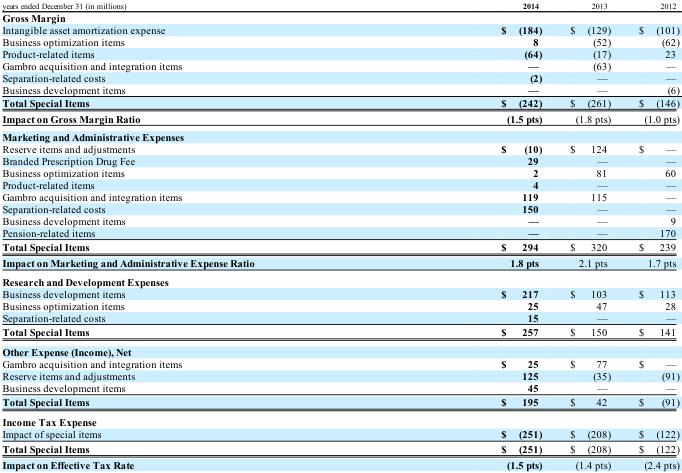 years ended December 31 (in millions) 2014 2013 2012
Gross Margin
Intangible asset amortization expense $ (184) $ (129) $ (101)
Business optimization items 8 (52) (62)
Product-related items (64) (17) 23
Gambro acquisition and integration items — (63) —
Separation-related costs (2) — —
Business development items — — (6)
Total Special Items $ (242) $ (261) $ (146)
Impact on Gross Margin Ratio (1.5 pts) (1.8 pts) (1.0 pts)
Marketing and Administrative Expenses
Reserve items and adjustments $ (10) $ 124 $ —
Branded Prescription Drug Fee 29 — —
Business optimization items 2 81 60
Product-related items 4 — —
Gambro acquisition and integration items 119 115 —
Separation-related costs 150 — —
Business development items — — 9
Pension-related items — — 170
Total Special Items $ 294 $ 320 $ 239
Impact on Marketing and Administrative Expense Ratio 1.8 pts 2.1 pts 1.7 pts
Research and Development Expenses
Business development items $ 217 $ 103 $ 113
Business optimization items 25 47 28
Separation-related costs 15 — —
Total Special Items $ 257 $ 150 $ 141
Other Expense (Income), Net
Gambro acquisition and integration items $ 25 $ 77 $ —
Reserve items and adjustments 125 (35) (91)
Business development items 45 — —
Total Special Items $ 195 $ 42 $ (91)
Income Tax Expense
Impact of special items $ (251) $ (208) $ (122)
Total Special Items $ (251) $ (208) $ (122)
Impact on Effective Tax Rate (1.5 pts) (1.4 pts) (2.4 pts)